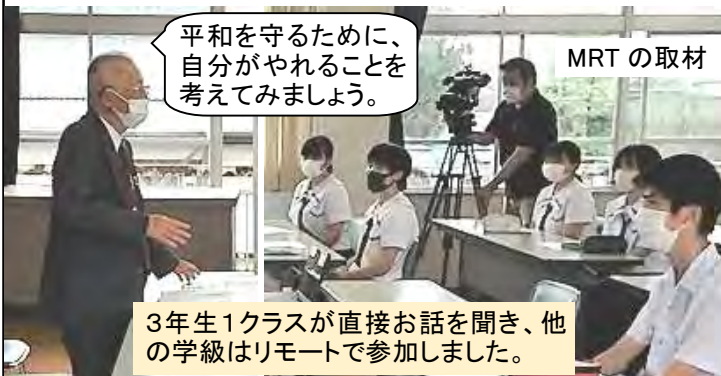 平和を守るために、
自分がやれることを
考えてみましょう。
MRT の取材
３年生１クラスが直接お話を聞き、他
の学級はリモートで参加しました。